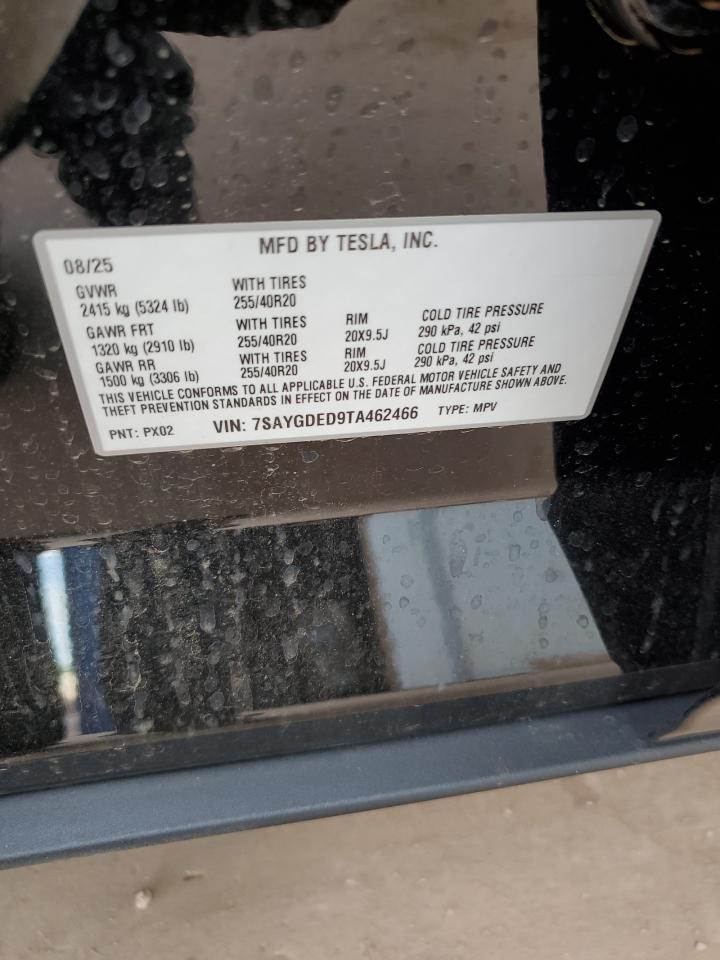 MFD BY TESLA, INC.
08/25
GVWR WITH TIRES
2415 kg (5324 lb) 255/40R20
GAWR FRT WITH TIRES RIM COLD TIRE PRESSURE
1320 kg (2910 lb) 255/40R20 20X9.5J 290 kPa, 42 psi
GAWR RR WITH TIRES RIM COLD TIRE PRESSURE
1500 kg (3306 lb) 255/40R20 20X9.5J 290 kPa, 42 psi
THIS VEHICLE CONFORMS TO ALL APPLICABLE U.S. FEDERAL MOTOR VEHICLE SAFETY AND
THEFT PREVENTION STANDARDS IN EFFECT ON THE DATE OF MANUFACTURE SHOWN ABOVE.
PNT: PX02 VIN: 7SAYGDED9TA462466 TYPE: MPV